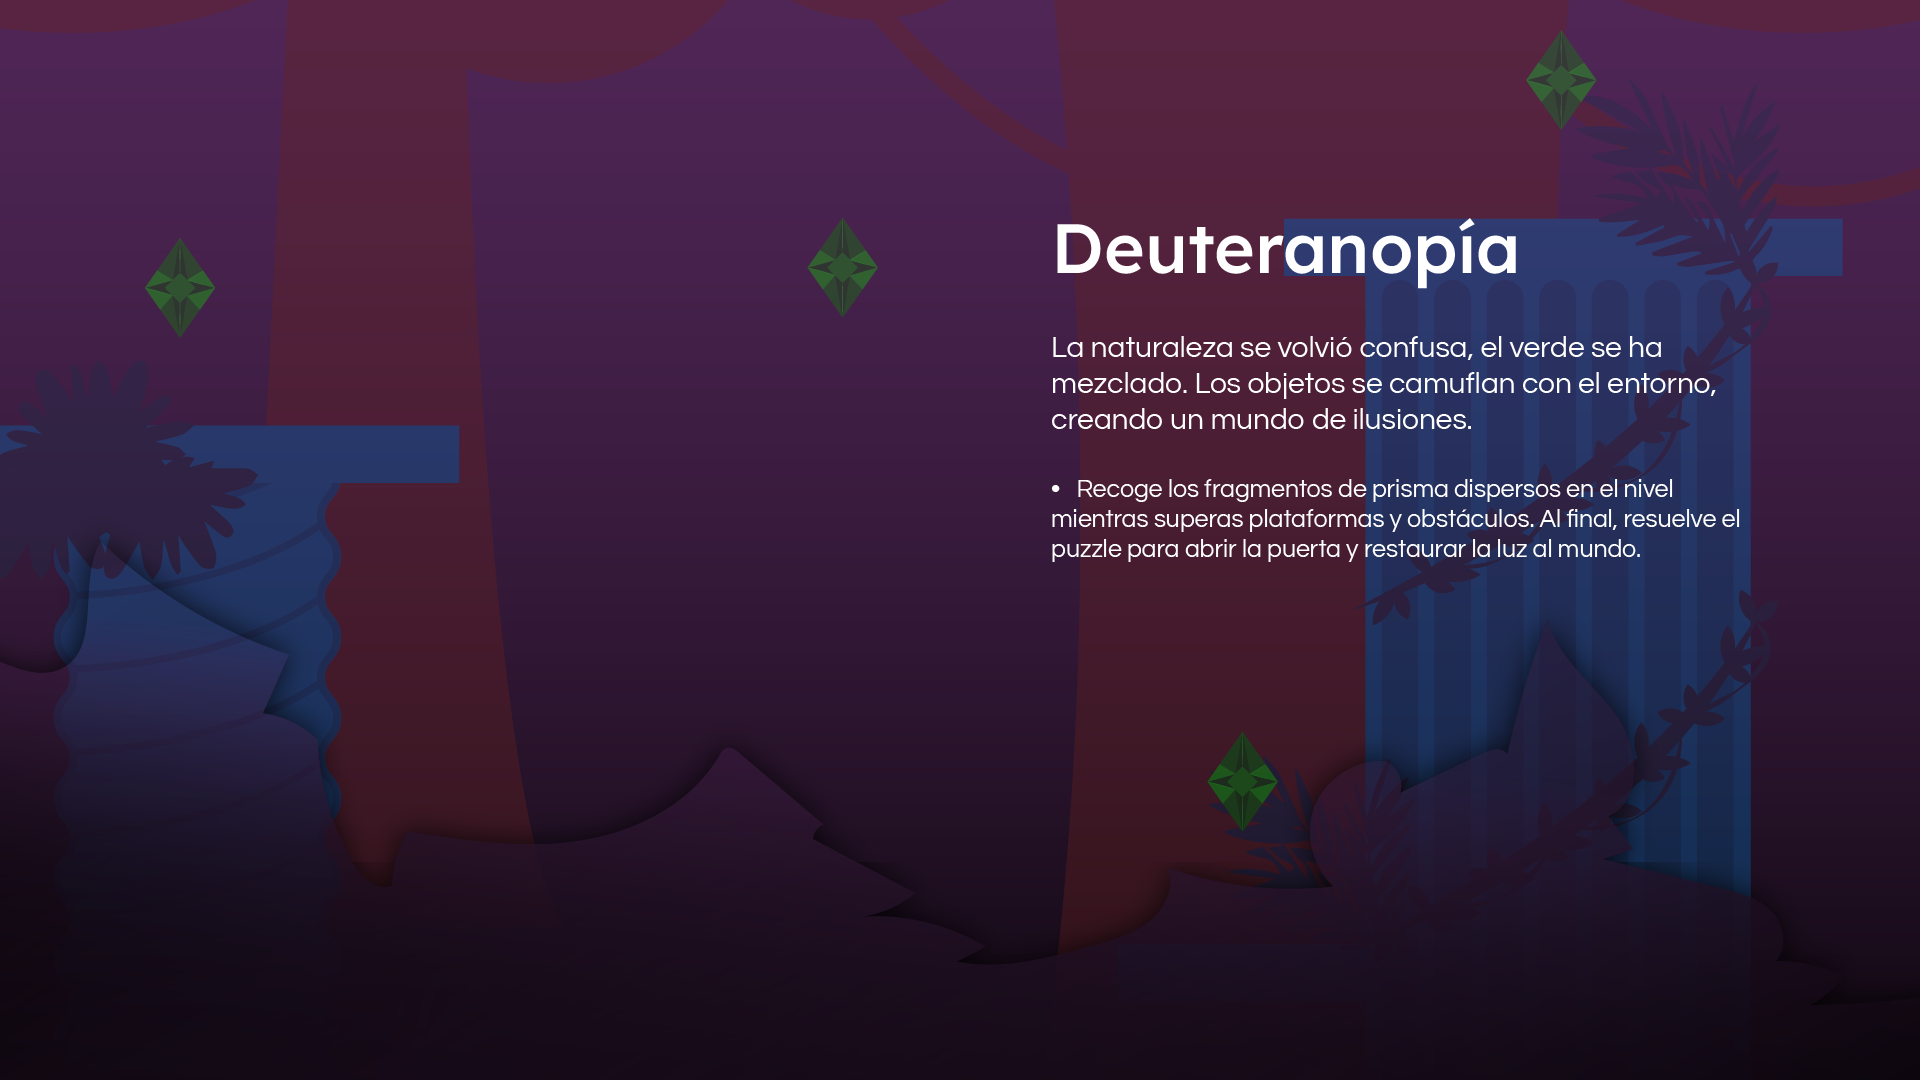 Deuteranopía
La naturaleza se volvió confusa, el verde se ha
mezclado. Los objetos se camuflan con el entorno,
creando un mundo de ilusiones.
• Recoge los fragmentos de prisma dispersos en el nivel
mientras superas plataformas y obstáculos. Al final, resuelve el
puzzle para abrir la puerta y restaurar la luz al mundo.